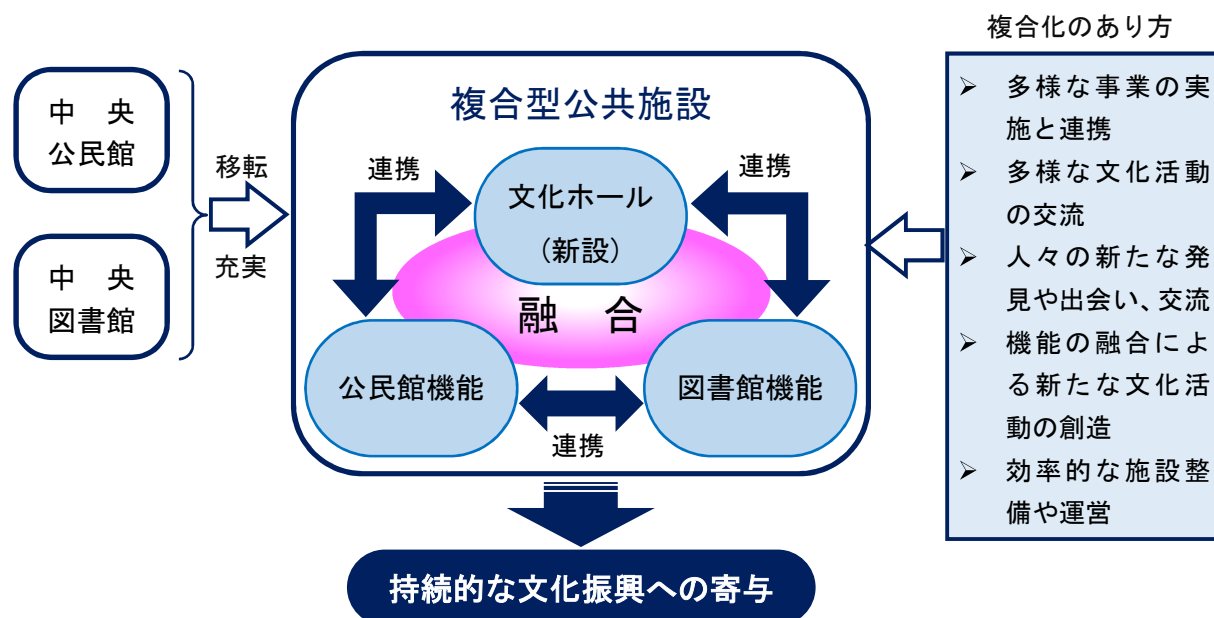 複合化のあり方
中　央
公民館
中　央
図書館
移転
充実
複合型公共施設
連携
連携
文化ホール
(新設)
融　合
公民館機能
図書館機能
連携
➢ 多様な事業の実
施と連携
➢ 多様な文化活動
の交流
➢ 人々の新たな発
見や出会い、交流
➢ 機能の融合によ
る新たな文化活
動の創造
➢ 効率的な施設整
備や運営
持続的な文化振興への寄与